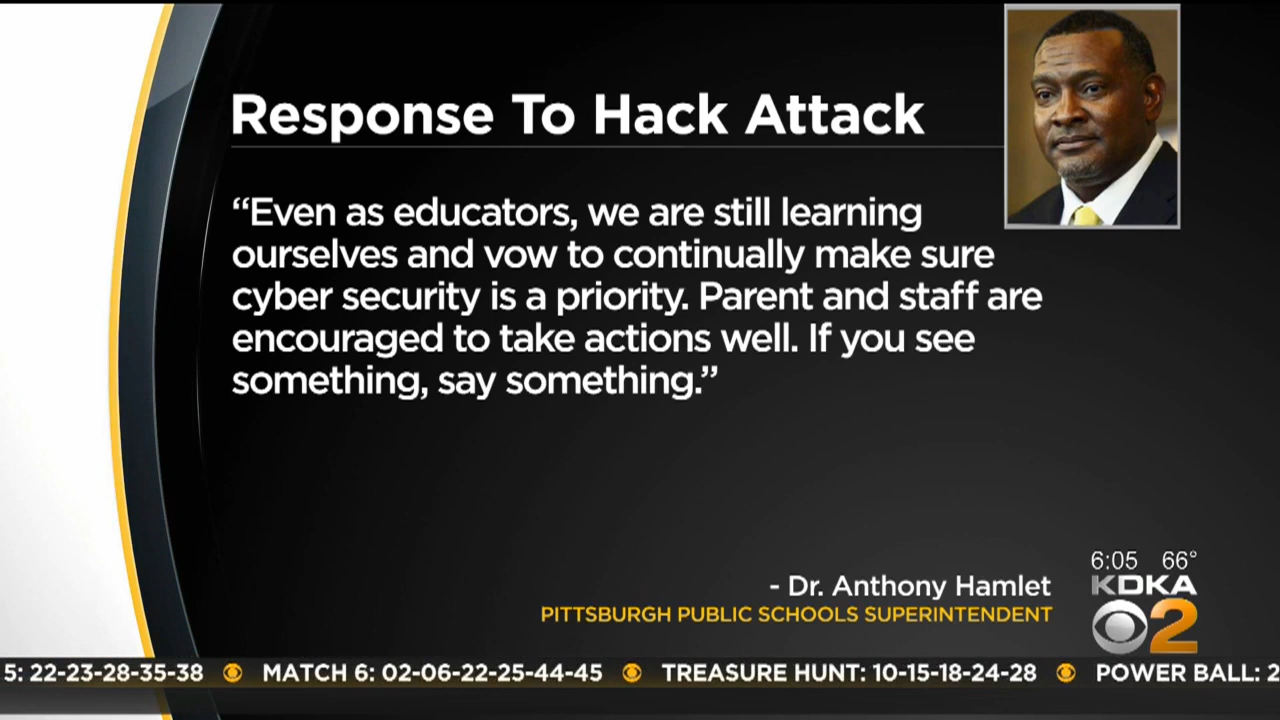 Response To Hack Attack
“Even as educators, we are still learning
ourselves and vow to continually make sure
cyber security is a priority. Parent and staff are
encouraged to take actions well. If you see
something, say something.”
- Dr. Anthony Hamlet
PITTSBURGH PUBLIC SCHOOLS SUPERINTENDENT
6:05 66°
KDKA
2
5: 22-23-28-35-38 MATCH 6: 02-06-22-25-44-45 TREASURE HUNT: 10-15-18-24-28 POWER BALL: 2